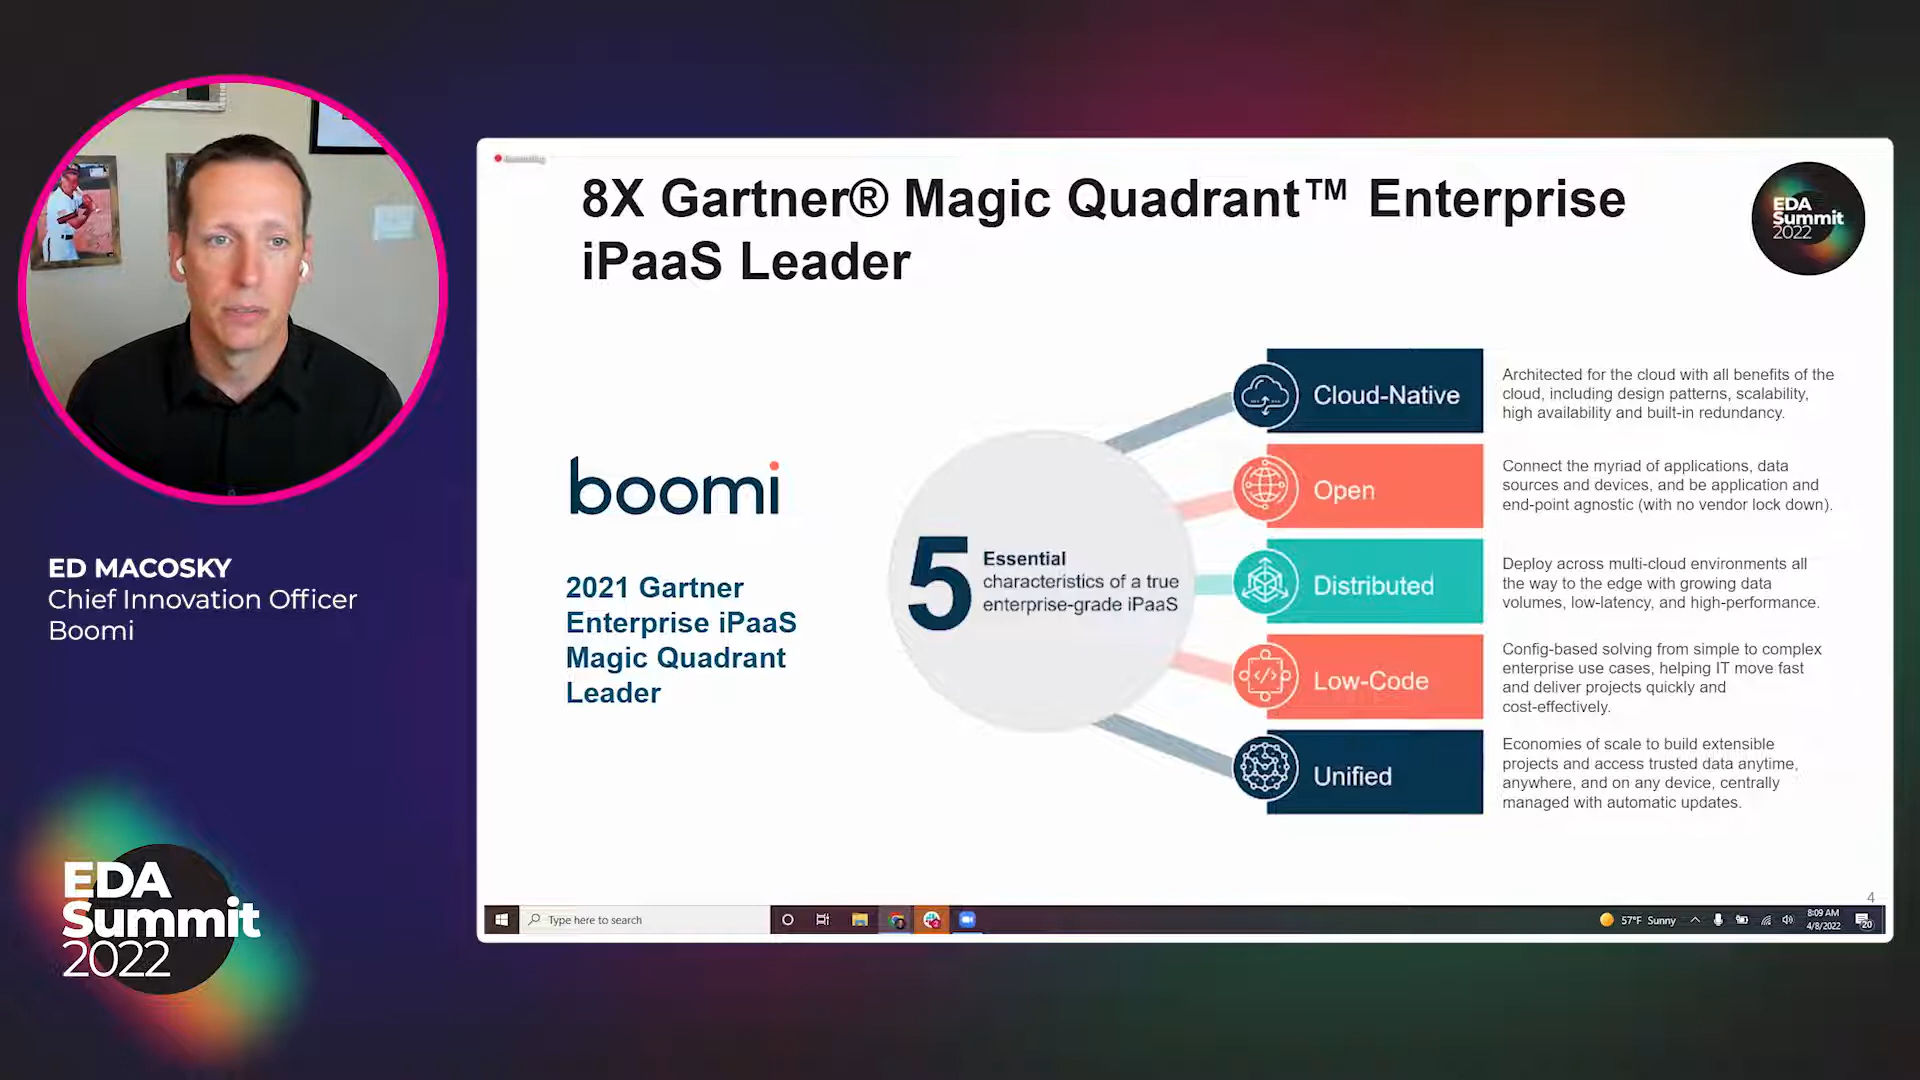 8X Gartner® Magic Quadrant™ Enterprise
iPaaS Leader
EDA
Summit
2022
boomi
2021 Gartner
Enterprise iPaaS
Magic Quadrant
Leader
5
Essential
characteristics of a true
enterprise-grade iPaaS
Cloud-Native
Architected for the cloud with all benefits of the
cloud, including design patterns, scalability,
high availability and built-in redundancy.
Open
Connect the myriad of applications, data
sources and devices, and be application and
end-point agnostic (with no vendor lock down).
Distributed
Deploy across multi-cloud environments all
the way to the edge with growing data
volumes, low-latency, and high-performance.
Low-Code
Config-based solving from simple to complex
enterprise use cases, helping IT move fast
and deliver projects quickly and
cost-effectively.
Unified
Economies of scale to build extensible
projects and access trusted data anytime,
anywhere, and on any device, centrally
managed with automatic updates.
4
Type here to search
57°F Sunny
8:09 AM
4/8/2022
20
ED MACOSKY
Chief Innovation Officer
Boomi
EDA
Summit
2022